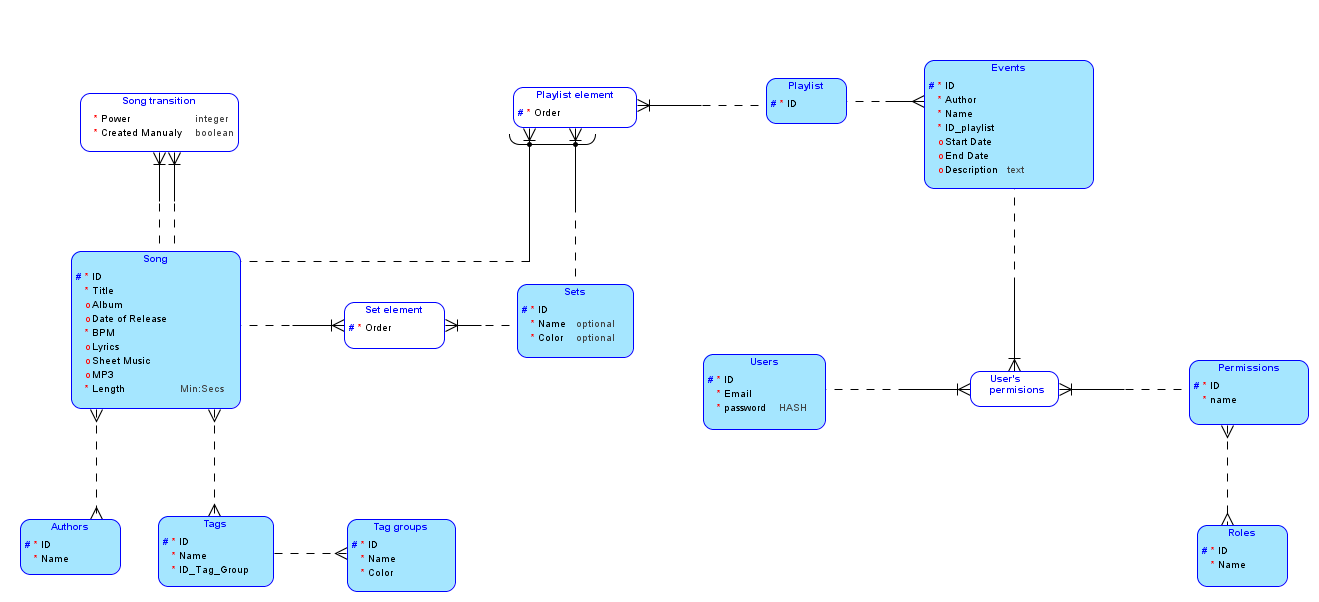 Song transition
* Power integer
* Created Manualy boolean
Playlist element
# * Order
Playlist
# * ID
Events
# * ID
* Author
* Name
* ID_playlist
o Start Date
o End Date
o Description text
Song
# * ID
* Title
o Album
o Date of Release
* BPM
o Lyrics
o Sheet Music
o MP3
* Length Min:Secs
Set element
# * Order
Sets
# * ID
* Name optional
* Color optional
Users
# * ID
* Email
* password HASH
User's
permisions
Permissions
# * ID
* name
Authors
# * ID
* Name
Tags
# * ID
* Name
* ID_Tag_Group
Tag groups
# * ID
* Name
* Color
Roles
# * ID
* Name